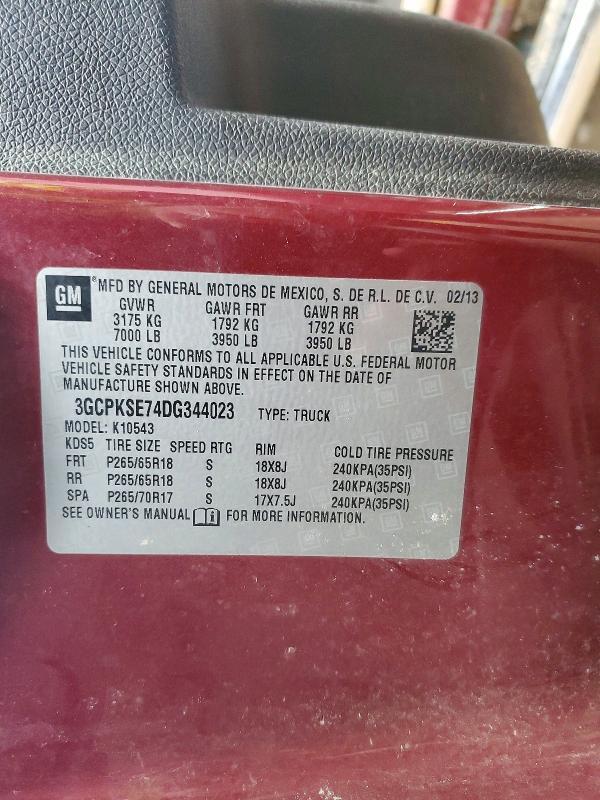 GM ®MFD BY GENERAL MOTORS DE MEXICO, S. DE R.L. DE C.V. 02/13
GVWR GAWR FRT GAWR RR
3175 KG 1792 KG 1792 KG
7000 LB 3950 LB 3950 LB
THIS VEHICLE CONFORMS TO ALL APPLICABLE U.S. FEDERAL MOTOR
VEHICLE SAFETY STANDARDS IN EFFECT ON THE DATE OF
MANUFACTURE SHOWN ABOVE.
3GCPKSE74DG344023 TYPE: TRUCK
MODEL: K10543
KDS5 TIRE SIZE SPEED RTG RIM COLD TIRE PRESSURE
FRT P265/65R18 S 18X8J 240KPA(35PSI)
RR P265/65R18 S 18X8J 240KPA(35PSI)
SPA P265/70R17 S 17X7.5J 240KPA(35PSI)
SEE OWNER'S MANUAL FOR MORE INFORMATION.